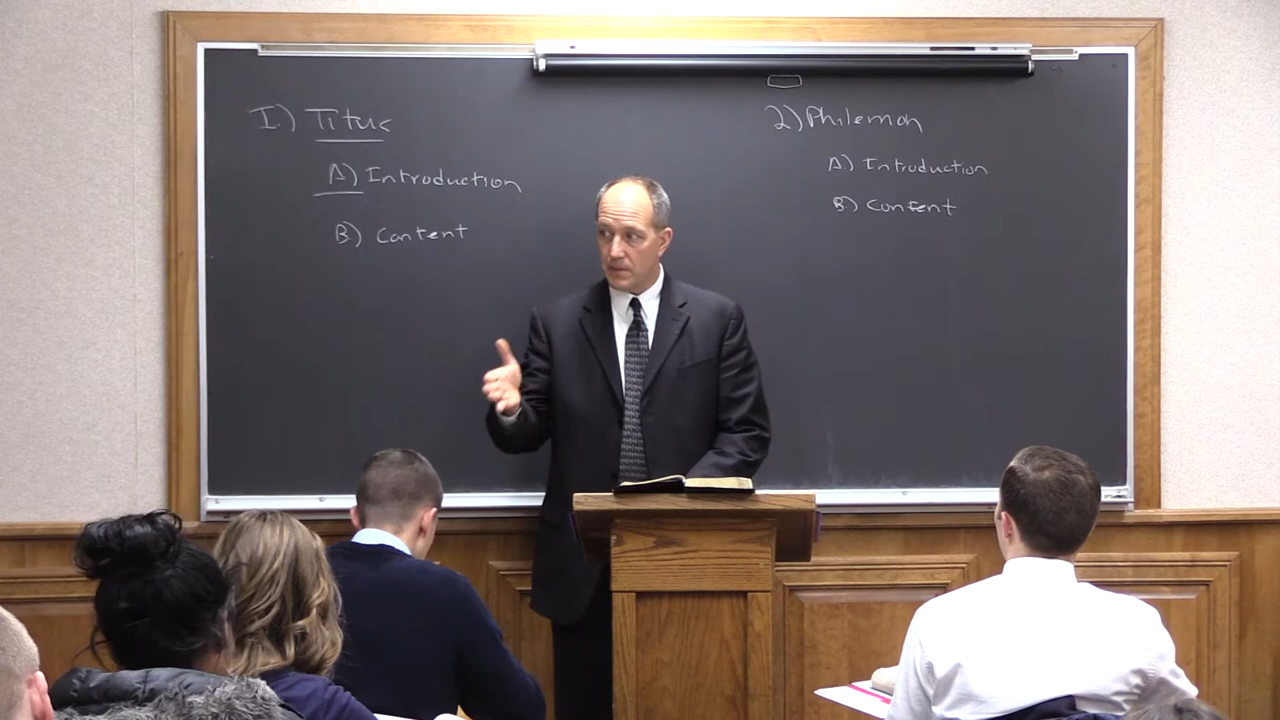 I.) Titus
A) Introduction
B.) Content
2) Philemon
A.) Introduction
B.) Content